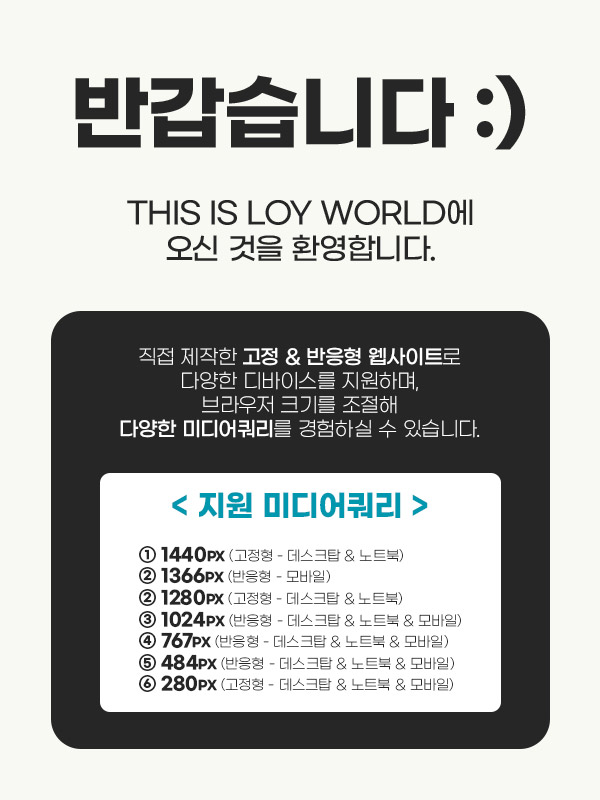 반갑습니다 :)
THIS IS LOY WORLD에
오신 것을 환영합니다.
직접 제작한 고정 & 반응형 웹사이트로
다양한 디바이스를 지원하며,
브라우저 크기를 조절해
다양한 미디어쿼리를 경험하실 수 있습니다.
< 지원 미디어쿼리 >
① 1440PX (고정형 - 데스크탑 & 노트북)
② 1366PX (반응형 - 모바일)
② 1280PX (고정형 - 데스크탑 & 노트북)
③ 1024PX (반응형 - 데스크탑 & 노트북 & 모바일)
④ 767PX (반응형 - 데스크탑 & 노트북 & 모바일)
⑤ 484PX (반응형 - 데스크탑 & 노트북 & 모바일)
⑥ 280PX (고정형 - 데스크탑 & 노트북 & 모바일)